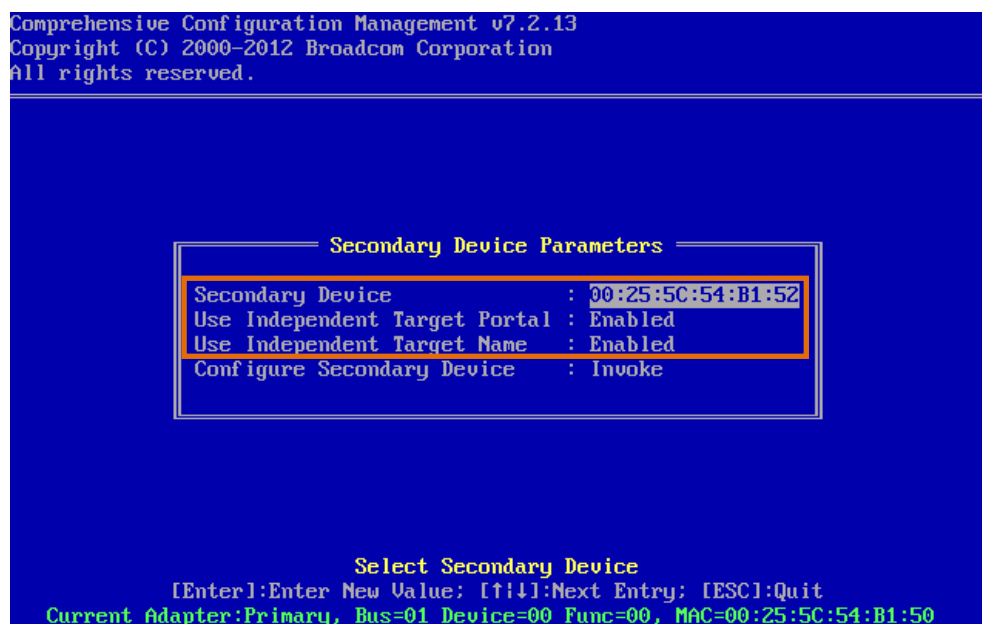 Comprehensive Configuration Management v7.2.13
Copyright (C) 2000-2012 Broadcom Corporation
All rights reserved.
Secondary Device Parameters
Secondary Device : 00:25:5C:54:B1:52
Use Independent Target Portal : Enabled
Use Independent Target Name : Enabled
Configure Secondary Device : Invoke
Select Secondary Device
[Enter]:Enter New Value; [↑¦↓]:Next Entry; [ESC]:Quit
Current Adapter:Primary, Bus=01 Device=00 Func=00, MAC=00:25:5C:54:B1:50